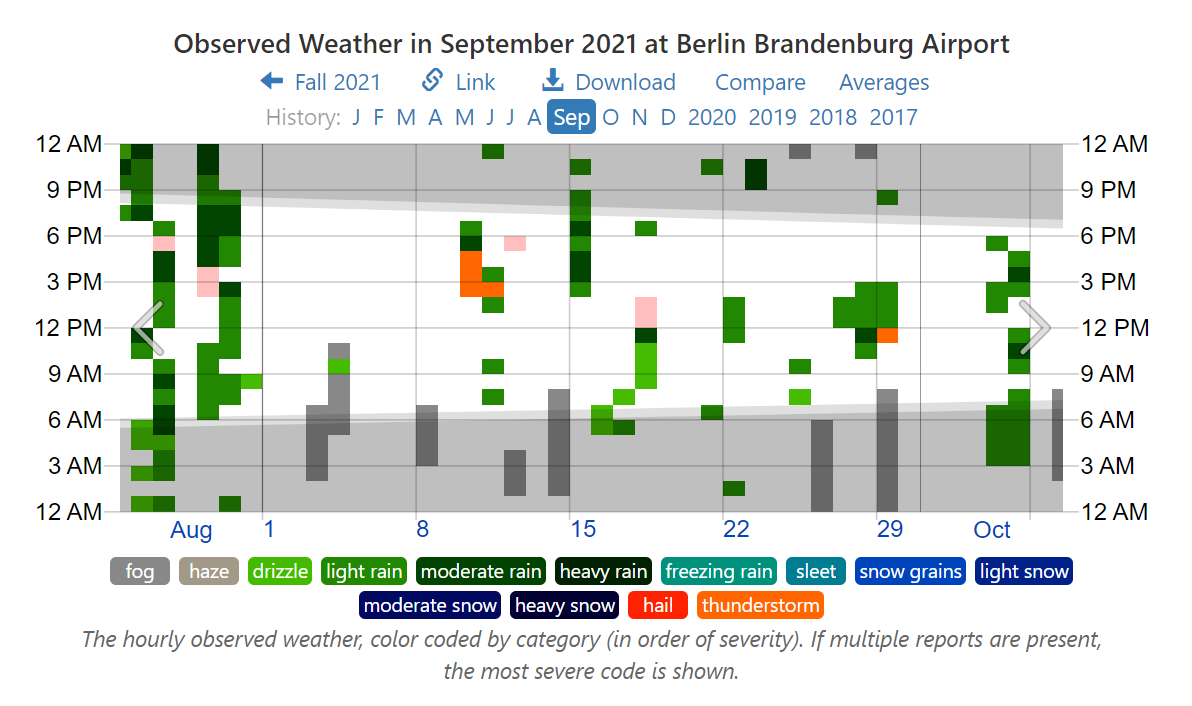 Observed Weather in September 2021 at Berlin Brandenburg Airport
Fall 2021 Link Download Compare Averages
History: J F M A M J J A Sep O N D 2020 2019 2018 2017
12 AM 12 AM
9 PM 9 PM
6 PM 6 PM
3 PM 3 PM
12 PM 12 PM
9 AM 9 AM
6 AM 6 AM
3 AM 3 AM
12 AM 12 AM
Aug 1 8 15 22 29 Oct
fog haze drizzle light rain moderate rain heavy rain freezing rain sleet snow grains light snow
moderate snow heavy snow hail thunderstorm
The hourly observed weather, color coded by category (in order of severity). If multiple reports are present,
the most severe code is shown.